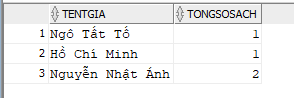 TENTGIA TONGSOSACH
1 Ngô Tất Tố 1
2 Hồ Chí Minh 1
3 Nguyễn Nhật Ánh 2